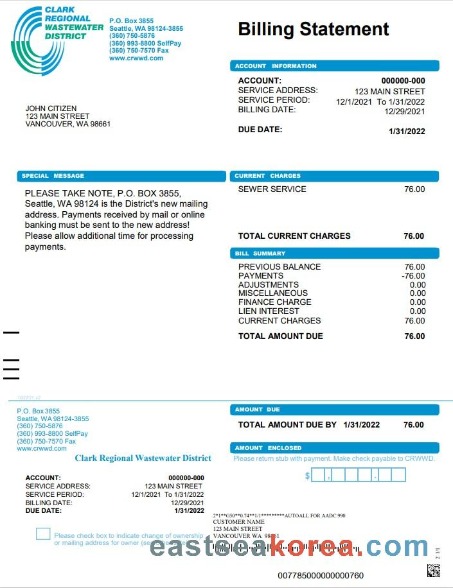 CLARK
REGIONAL
WASTEWATER
DISTRICT
P.O. Box 3855
Seattle, WA 98124-3855
(360) 750-5876
(360) 993-8800 SelfPay
(360) 750-7570 Fax
www.crwwd.com
Billing Statement
ACCOUNT INFORMATION
ACCOUNT: 000000-000
SERVICE ADDRESS: 123 MAIN STREET
SERVICE PERIOD: 12/1/2021 To 1/31/2022
BILLING DATE: 12/29/2021
DUE DATE: 1/31/2022
JOHN CITIZEN
123 MAIN STREET
VANCOUVER, WA 98661
SPECIAL MESSAGE
PLEASE TAKE NOTE, P.O. BOX 3855,
Seattle, WA 98124 is the District's new mailing
address. Payments received by mail or online
banking must be sent to the new address!
Please allow additional time for processing
payments.
CURRENT CHARGES
SEWER SERVICE 76.00
TOTAL CURRENT CHARGES 76.00
BILL SUMMARY
PREVIOUS BALANCE 76.00
PAYMENTS -76.00
ADJUSTMENTS 0.00
MISCELLANEOUS 0.00
FINANCE CHARGE 0.00
LIEN INTEREST 0.00
CURRENT CHARGES 76.00
TOTAL AMOUNT DUE 76.00
P.O. Box 3855
Seattle, WA 98124-3855
(360) 750-5876
(360) 993-8800 SelfPay
(360) 750-7570 Fax
www.crwwd.com
Clark Regional Wastewater District
AMOUNT DUE
TOTAL AMOUNT DUE BY 1/31/2022 76.00
AMOUNT ENCLOSED
Please return stub with payment. Make check payable to CRWWD.
$
ACCOUNT: 000000-000
SERVICE ADDRESS: 123 MAIN STREET
SERVICE PERIOD: 12/1/2021 To 1/31/2022
BILLING DATE: 12/29/2021
DUE DATE: 1/31/2022
Please check box to indicate change of ownership
or mailing address for owner
CUSTOMER NAME
123 MAIN STREET
VANCOUVER WA
eastseakorea.com
007785000000000760